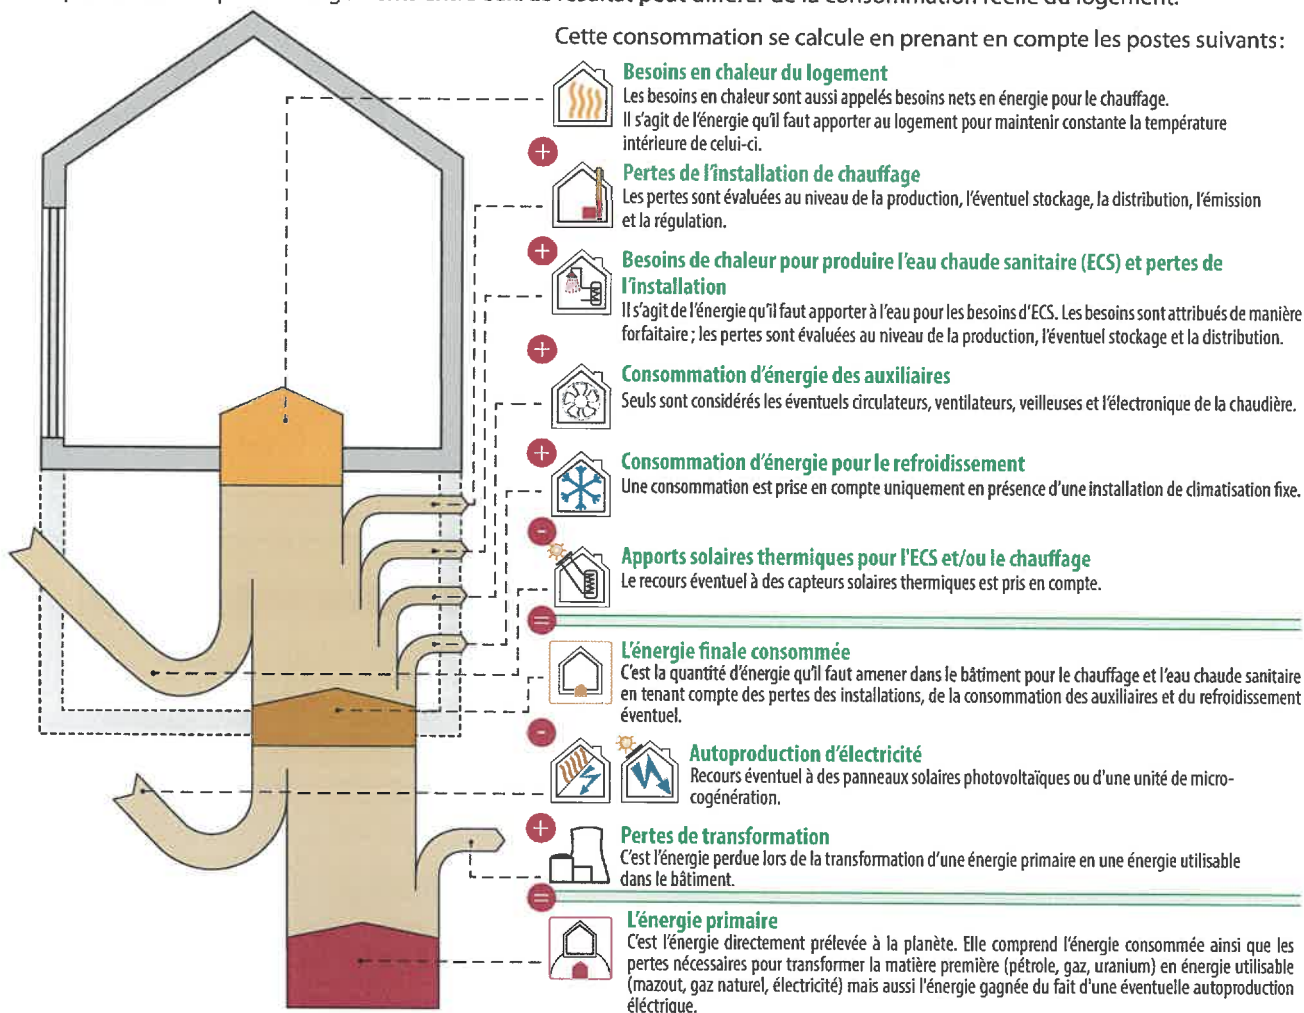 Cette consommation se calcule en prenant en compte les postes suivants :
Besoins en chaleur du logement
Les besoins en chaleur sont aussi appelés besoins nets en énergie pour le chauffage.
Il s'agit de l'énergie qu'il faut apporter au logement pour maintenir constante la température
intérieure de celui-ci.
+
Pertes de l'installation de chauffage
Les pertes sont évaluées au niveau de la production, l'éventuel stockage, la distribution, l'émission
et la régulation.
+
Besoins de chaleur pour produire l'eau chaude sanitaire (ECS) et pertes de
l'installation
Il s'agit de l'énergie qu'il faut apporter à l'eau pour les besoins d'ECS. Les besoins sont attribués de manière
forfaitaire ; les pertes sont évaluées au niveau de la production, l'éventuel stockage et la distribution.
+
Consommation d'énergie des auxiliaires
Seuls sont considérés les éventuels circulateurs, ventilateurs, veilleuses et l'électronique de la chaudière.
+
Consommation d'énergie pour le refroidissement
Une consommation est prise en compte uniquement en présence d'une installation de climatisation fixe.
-
Apports solaires thermiques pour l'ECS et/ou le chauffage
Le recours éventuel à des capteurs solaires thermiques est pris en compte.
=
L'énergie finale consommée
C'est la quantité d'énergie qu'il faut amener dans le bâtiment pour le chauffage et l'eau chaude sanitaire
en tenant compte des pertes des installations, de la consommation des auxiliaires et du refroidissement
éventuel.
-
Autoproduction d'électricité
Recours éventuel à des panneaux solaires photovoltaïques ou d'une unité de micro-
cogénération.
+
Pertes de transformation
C'est l'énergie perdue lors de la transformation d'une énergie primaire en une énergie utilisable
dans le bâtiment.
=
L'énergie primaire
C'est l'énergie directement prélevée à la planète. Elle comprend l'énergie consommée ainsi que les
pertes nécessaires pour transformer la matière première (pétrole, gaz, uranium) en énergie utilisable
(mazout, gaz naturel, électricité) mais aussi l'énergie gagnée du fait d'une éventuelle autoproduction
éléctrique.